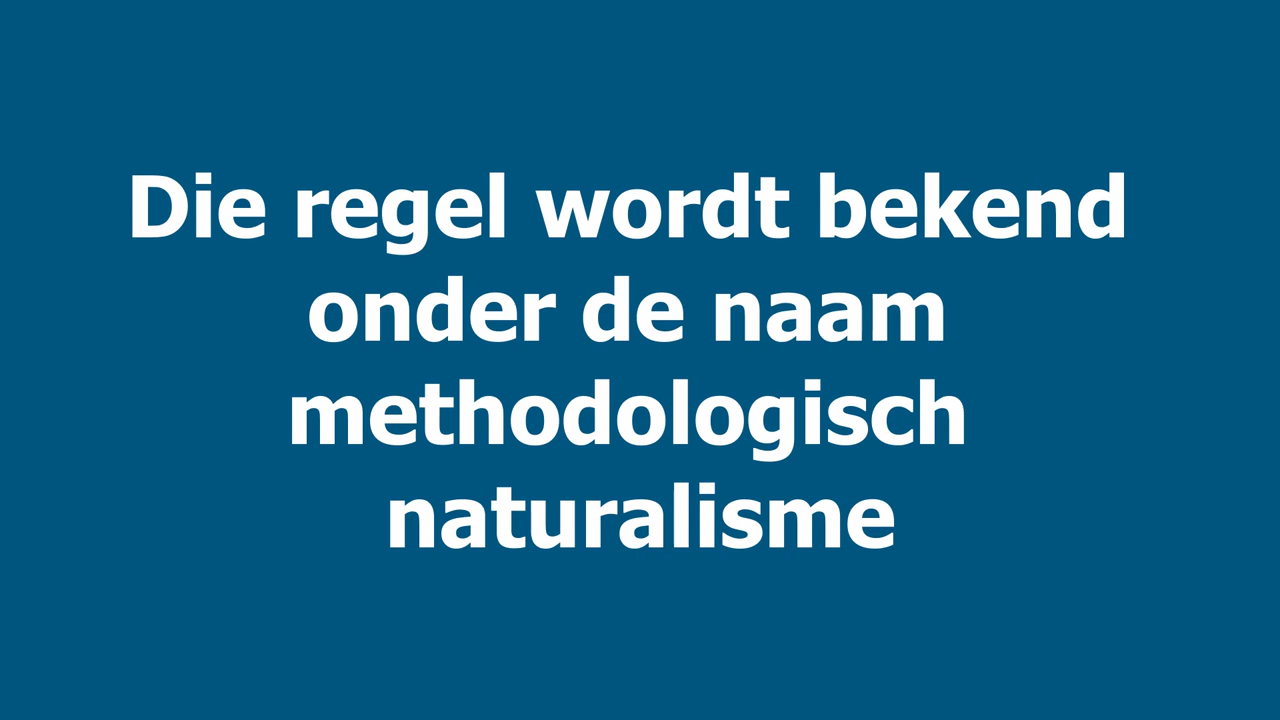 Die regel wordt bekend
onder de naam
methodologisch
naturalisme